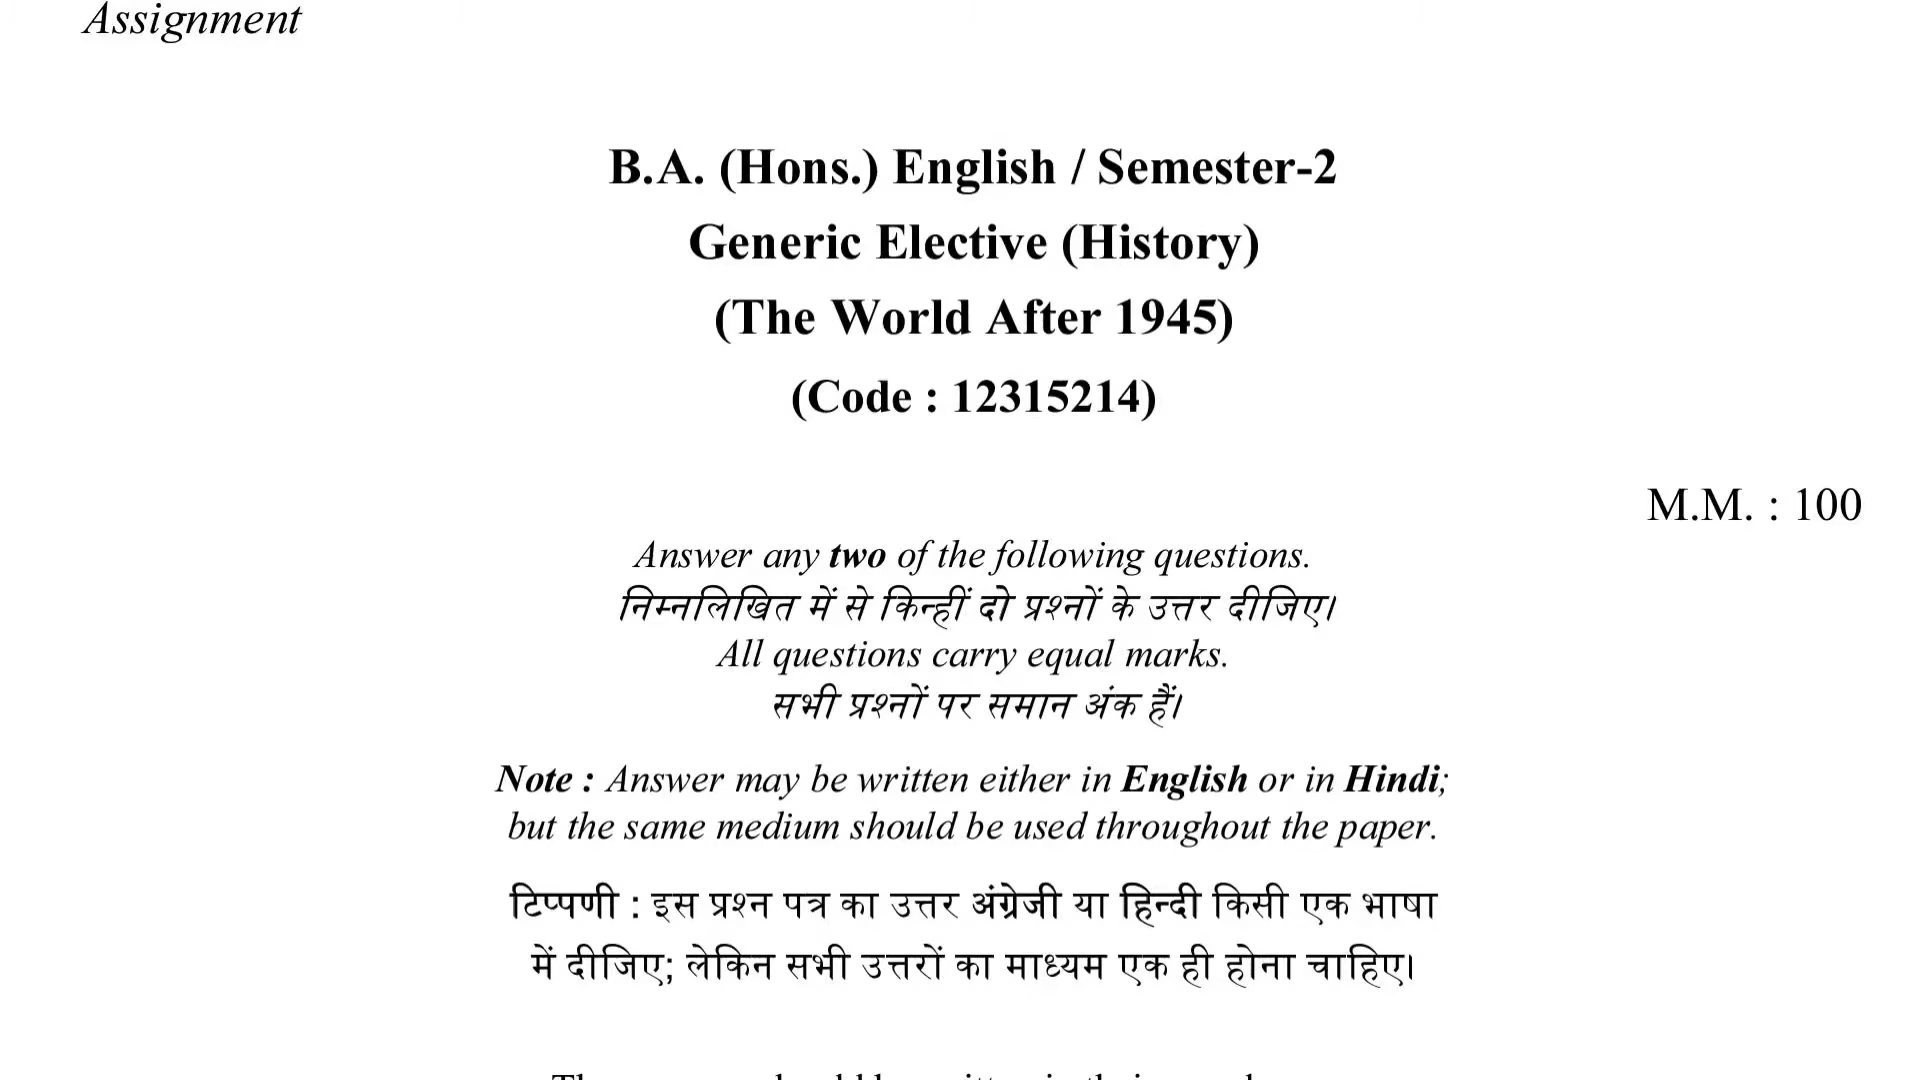 Assignment
B.A. (Hons.) English / Semester-2
Generic Elective (History)
(The World After 1945)
(Code : 12315214)
M.M. : 100
Answer any two of the following questions.
निम्नलिखित में से किन्हीं दो प्रश्नों के उत्तर दीजिए।
All questions carry equal marks.
सभी प्रश्नों पर समान अंक हैं।
Note : Answer may be written either in English or in Hindi;
but the same medium should be used throughout the paper.
टिप्पणी : इस प्रश्न पत्र का उत्तर अंग्रेजी या हिन्दी किसी एक भाषा
में दीजिए; लेकिन सभी उत्तरों का माध्यम एक ही होना चाहिए।